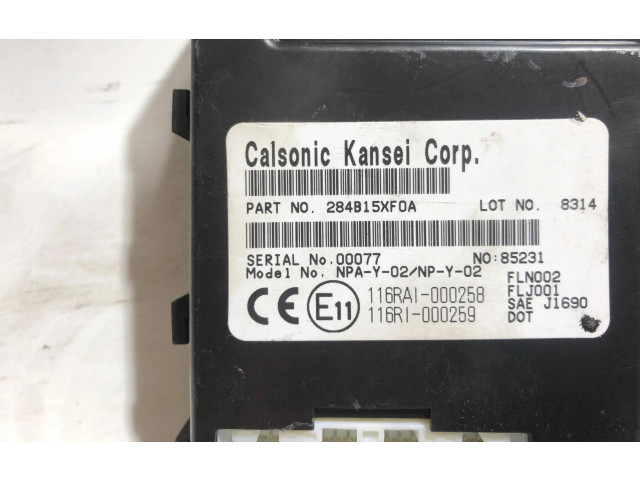 Calsonic Kansei Corp.
PART NO. 284B15XF0A LOT NO. 8314
SERIAL No.00077 NO:85231
Model No. NPA-Y-02/NP-Y-02 FLN002
CE E11 116RAI-000258 FLJ001
116RI-000259 SAE J1690
DOT